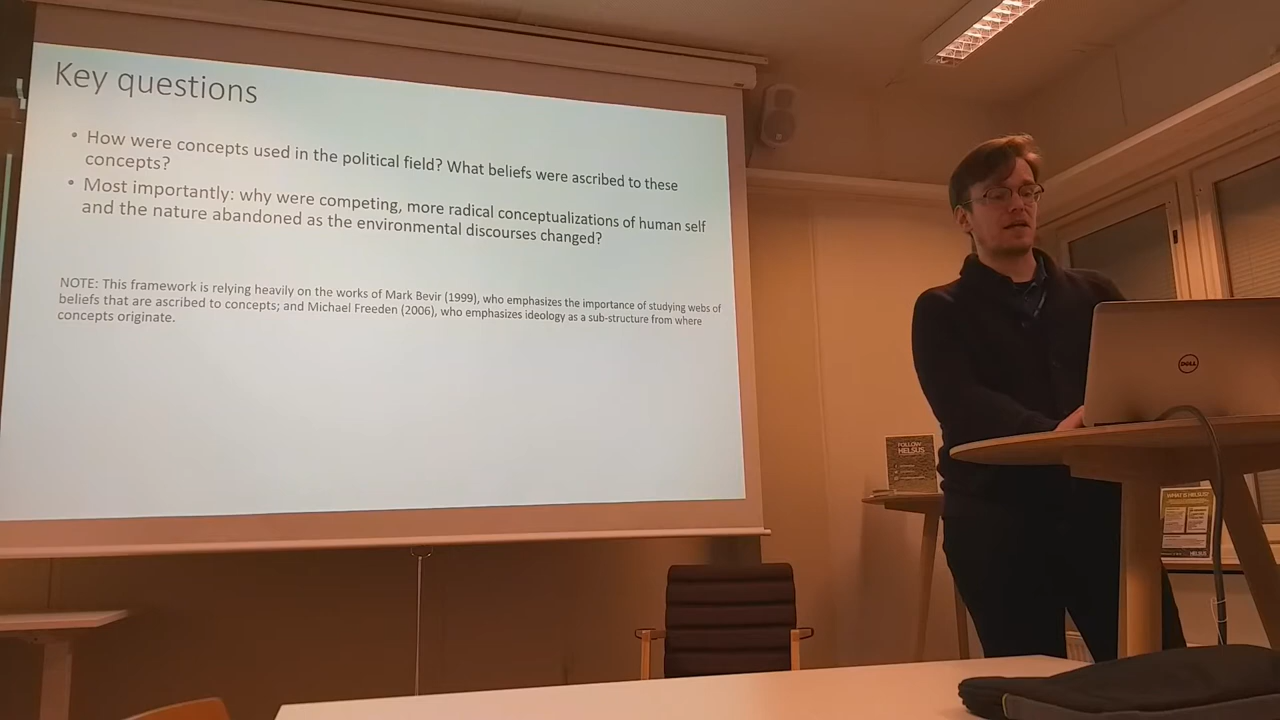 Key questions
• How were concepts used in the political field? What beliefs were ascribed to these
concepts?
• Most importantly: why were competing, more radical conceptualizations of human self
and the nature abandoned as the environmental discourses changed?
NOTE: This framework is relying heavily on the works of Mark Bevir (1999), who emphasizes the importance of studying webs of
beliefs that are ascribed to concepts; and Michael Freeden (2006), who emphasizes ideology as a sub-structure from where
concepts originate.
DELL
FOLLOW
HELSUS
WHAT IS HELSUS?
HELSUS